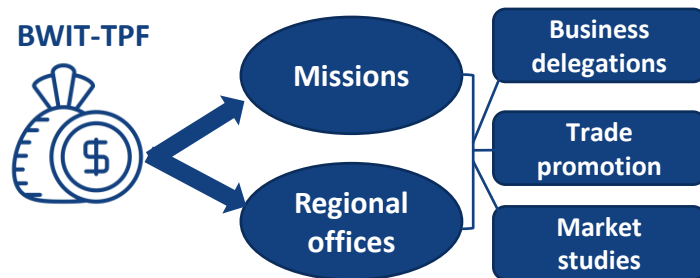 BWIT-TPF
$
Missions
Regional
offices
Business
delegations
Trade
promotion
Market
studies